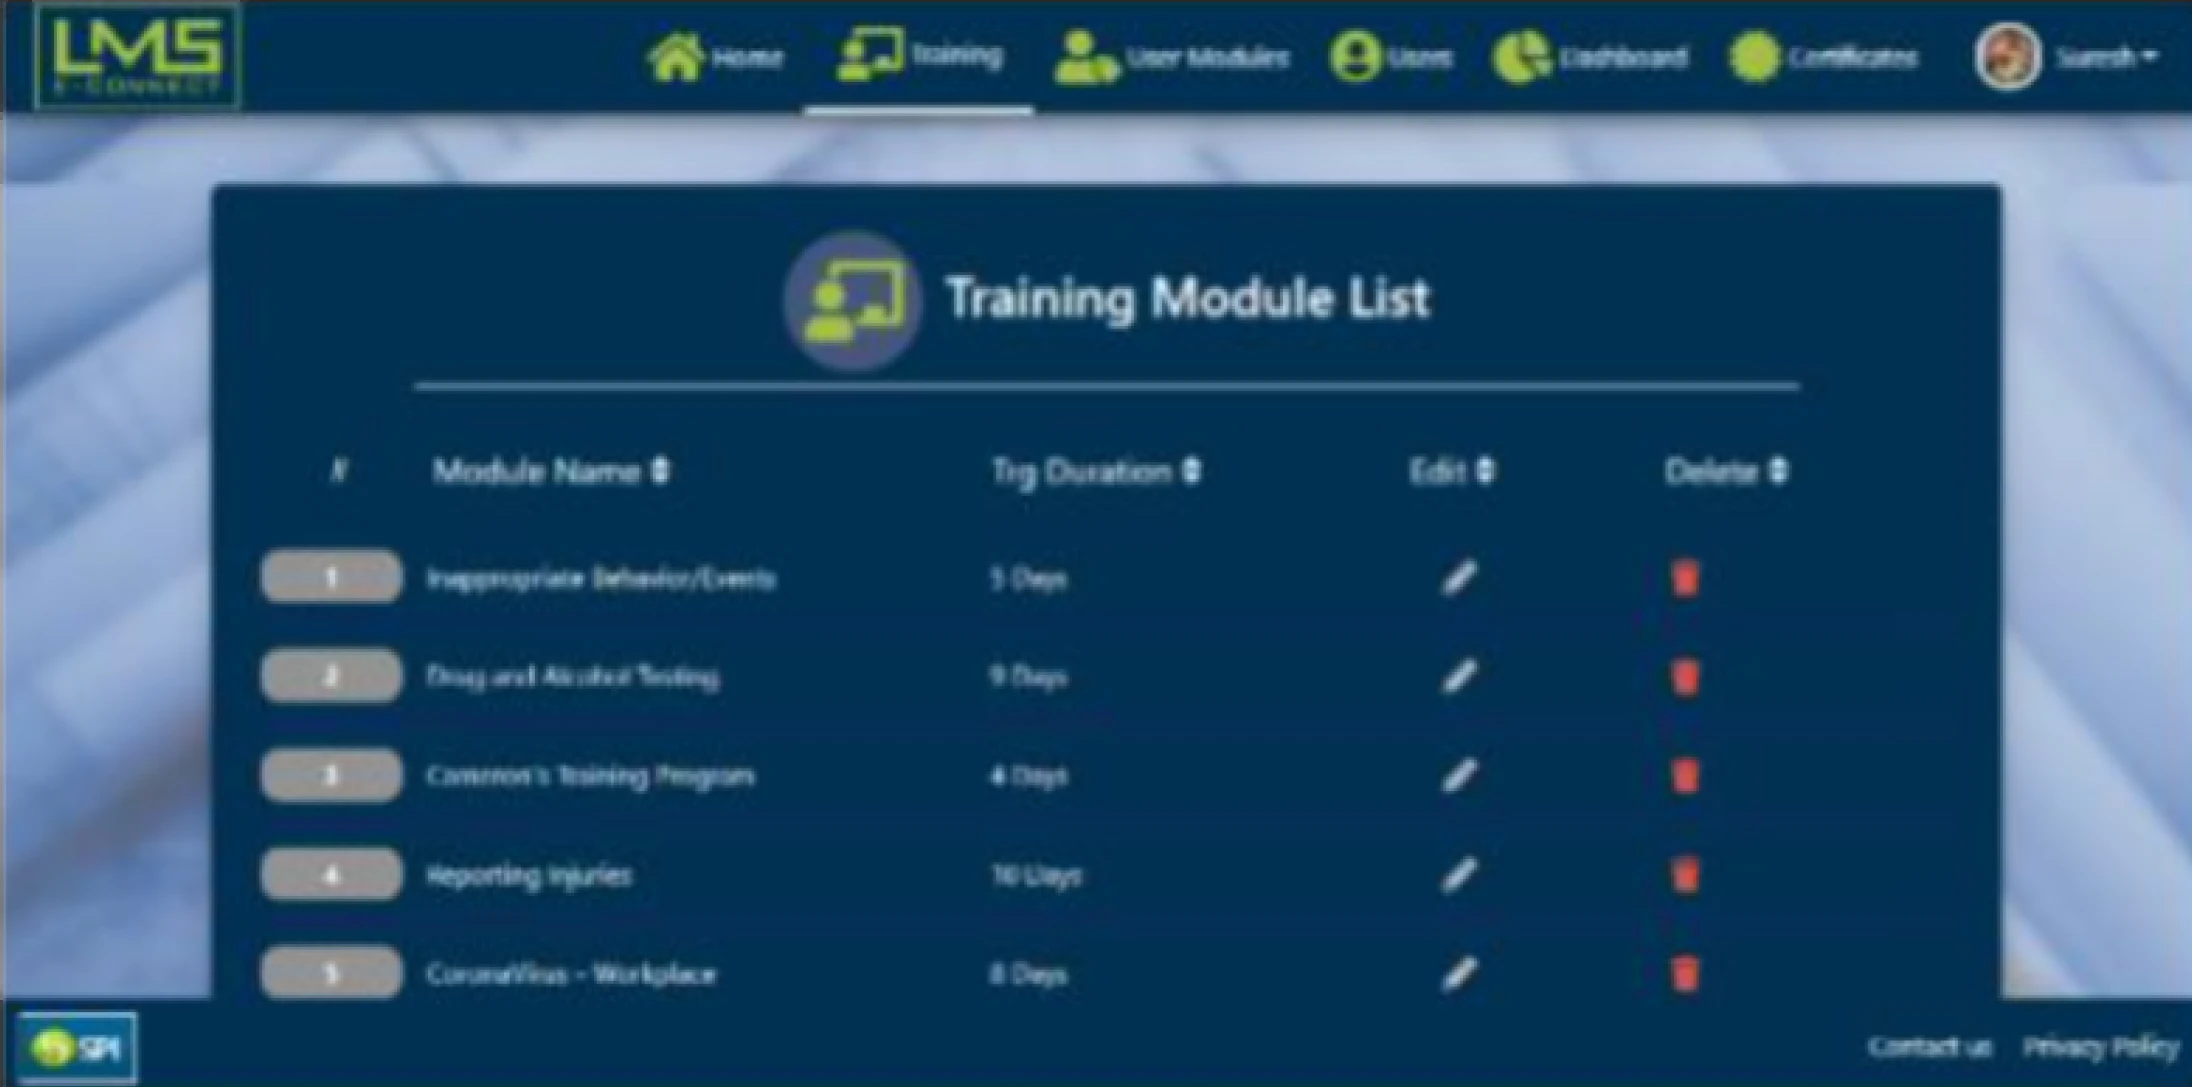 LMS
E-CONNECT
Home Training User Modules Users Dashboard Certificates Suresh
Training Module List
# Module Name Trg Duration Edit Delete
1 Inappropriate Behavior/Events 5 Days
2 Drug and Alcohol Testing 9 Days
3 Cameron's Training Program 4 Days
4 Reporting Injuries 10 Days
5 CoronaVirus - Workplace 8 Days
SPI Contact us Privacy Policy